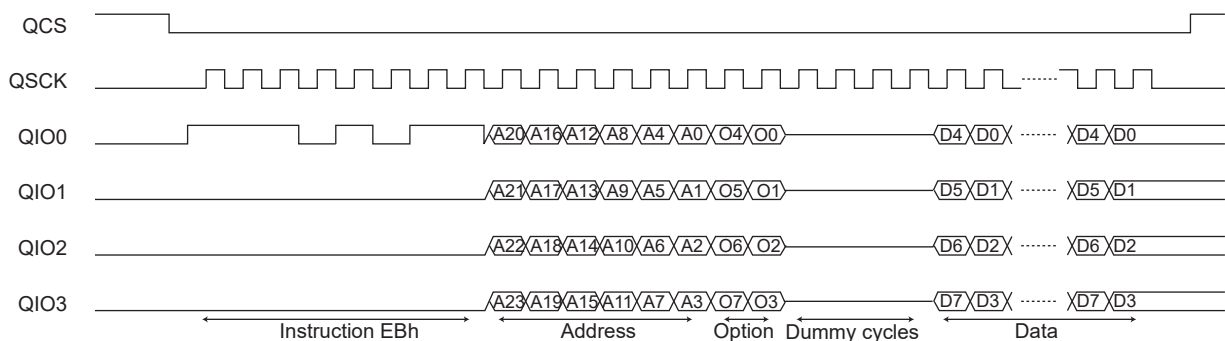 QCS
QSCK
QIO0 A20 A16 A12 A8 A4 A0 O4 O0 D4 D0 D4 D0
QIO1 A21 A17 A13 A9 A5 A1 O5 O1 D5 D1 D5 D1
QIO2 A22 A18 A14 A10 A6 A2 O6 O2 D6 D2 D6 D2
QIO3 A23 A19 A15 A11 A7 A3 O7 O3 D7 D3 D7 D3
Instruction EBh Address Option Dummy cycles Data